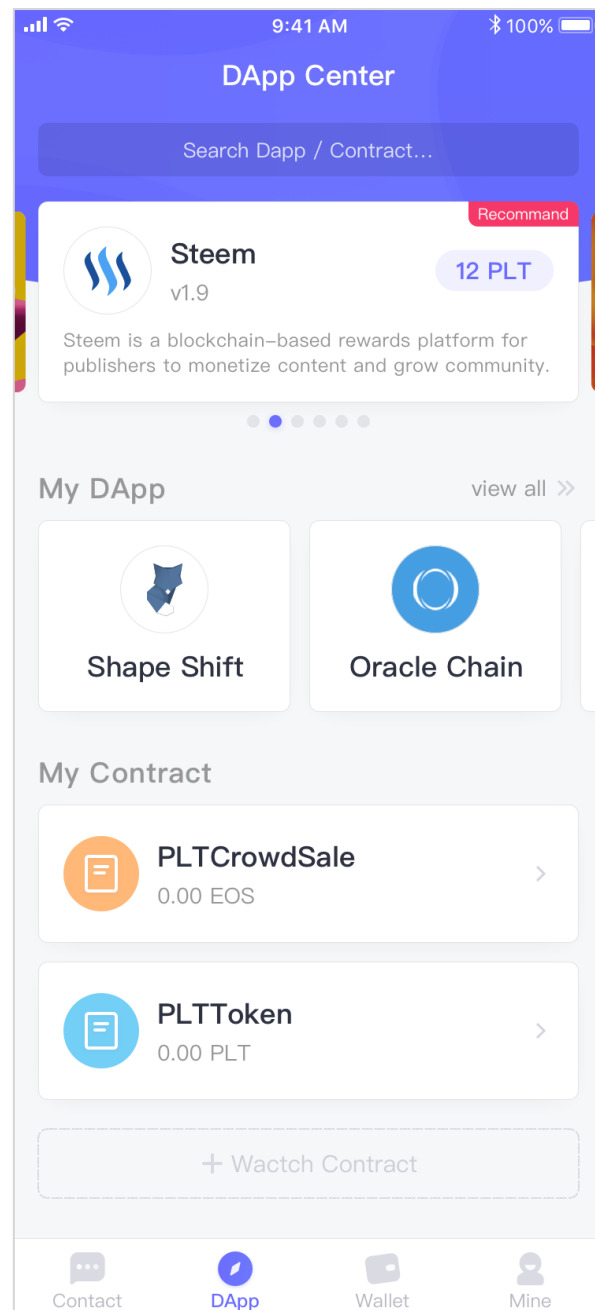 9:41 AM
100%
DApp Center
Search Dapp / Contract...
Recommand
Steem
12 PLT
v1.9
Steem is a blockchain-based rewards platform for
publishers to monetize content and grow community.
My DApp
view all
Shape Shift
Oracle Chain
My Contract
PLTCrowdSale
0.00 EOS
PLTToken
0.00 PLT
+ Wactch Contract
Contact
DApp
Wallet
Mine